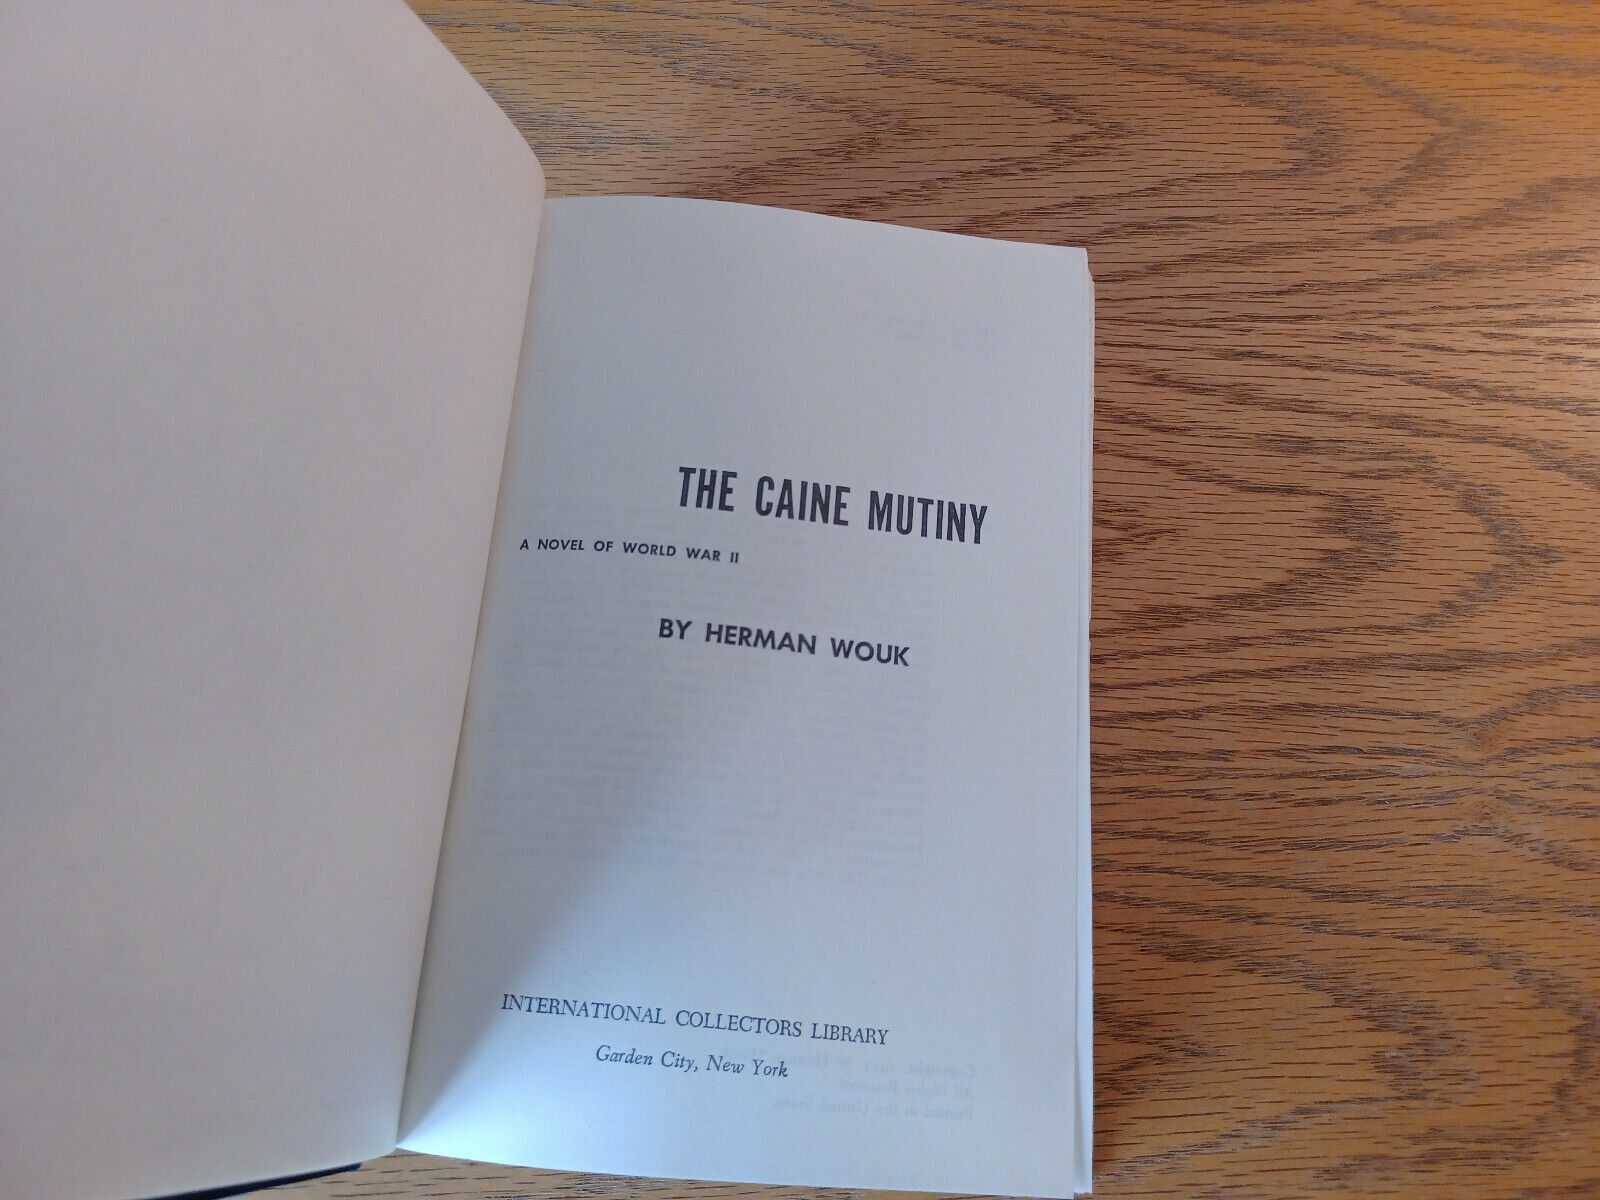 THE CAINE MUTINY
A NOVEL OF WORLD WAR II
BY HERMAN WOUK
INTERNATIONAL COLLECTORS LIBRARY
Garden City, New York